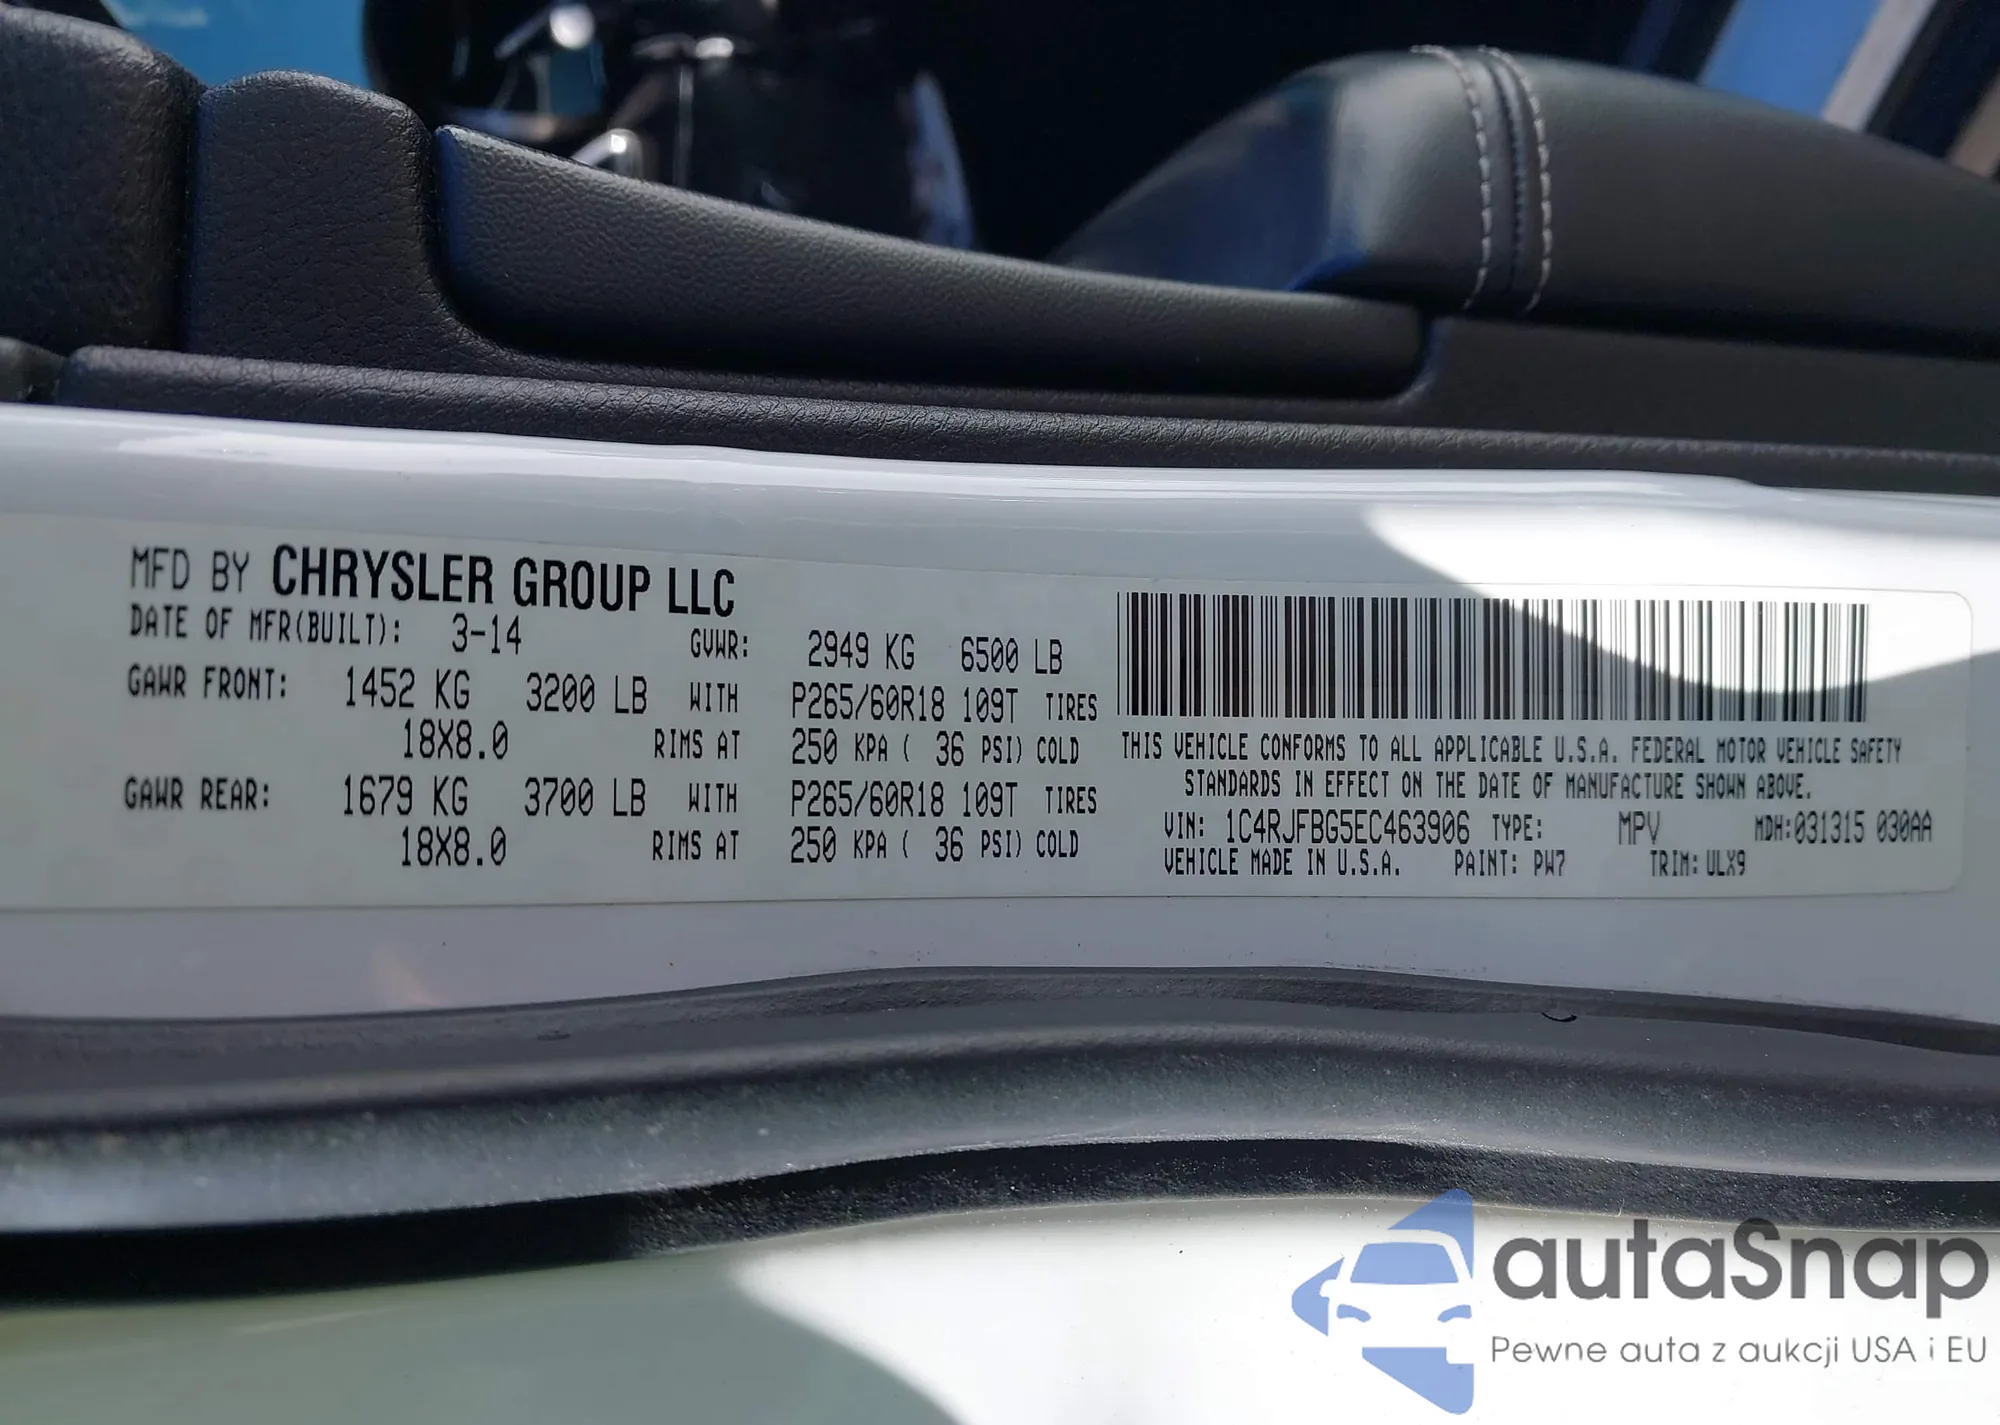 MFD BY CHRYSLER GROUP LLC
DATE OF MFR(BUILT): 3-14 GVWR: 2949 KG 6500 LB
GAWR FRONT: 1452 KG 3200 LB WITH P265/60R18 109T TIRES
18X8.0 RIMS AT 250 KPA ( 36 PSI) COLD
GAWR REAR: 1679 KG 3700 LB WITH P265/60R18 109T TIRES
18X8.0 RIMS AT 250 KPA ( 36 PSI) COLD
THIS VEHICLE CONFORMS TO ALL APPLICABLE U.S.A. FEDERAL MOTOR VEHICLE SAFETY
STANDARDS IN EFFECT ON THE DATE OF MANUFACTURE SHOWN ABOVE.
VIN: 1C4RJFBG5EC463906 TYPE: MPV MDH:031315 030AA
VEHICLE MADE IN U.S.A. PAINT: PW7 TRIM: ULX9
autaSnap
Pewne auta z aukcji USA i EU